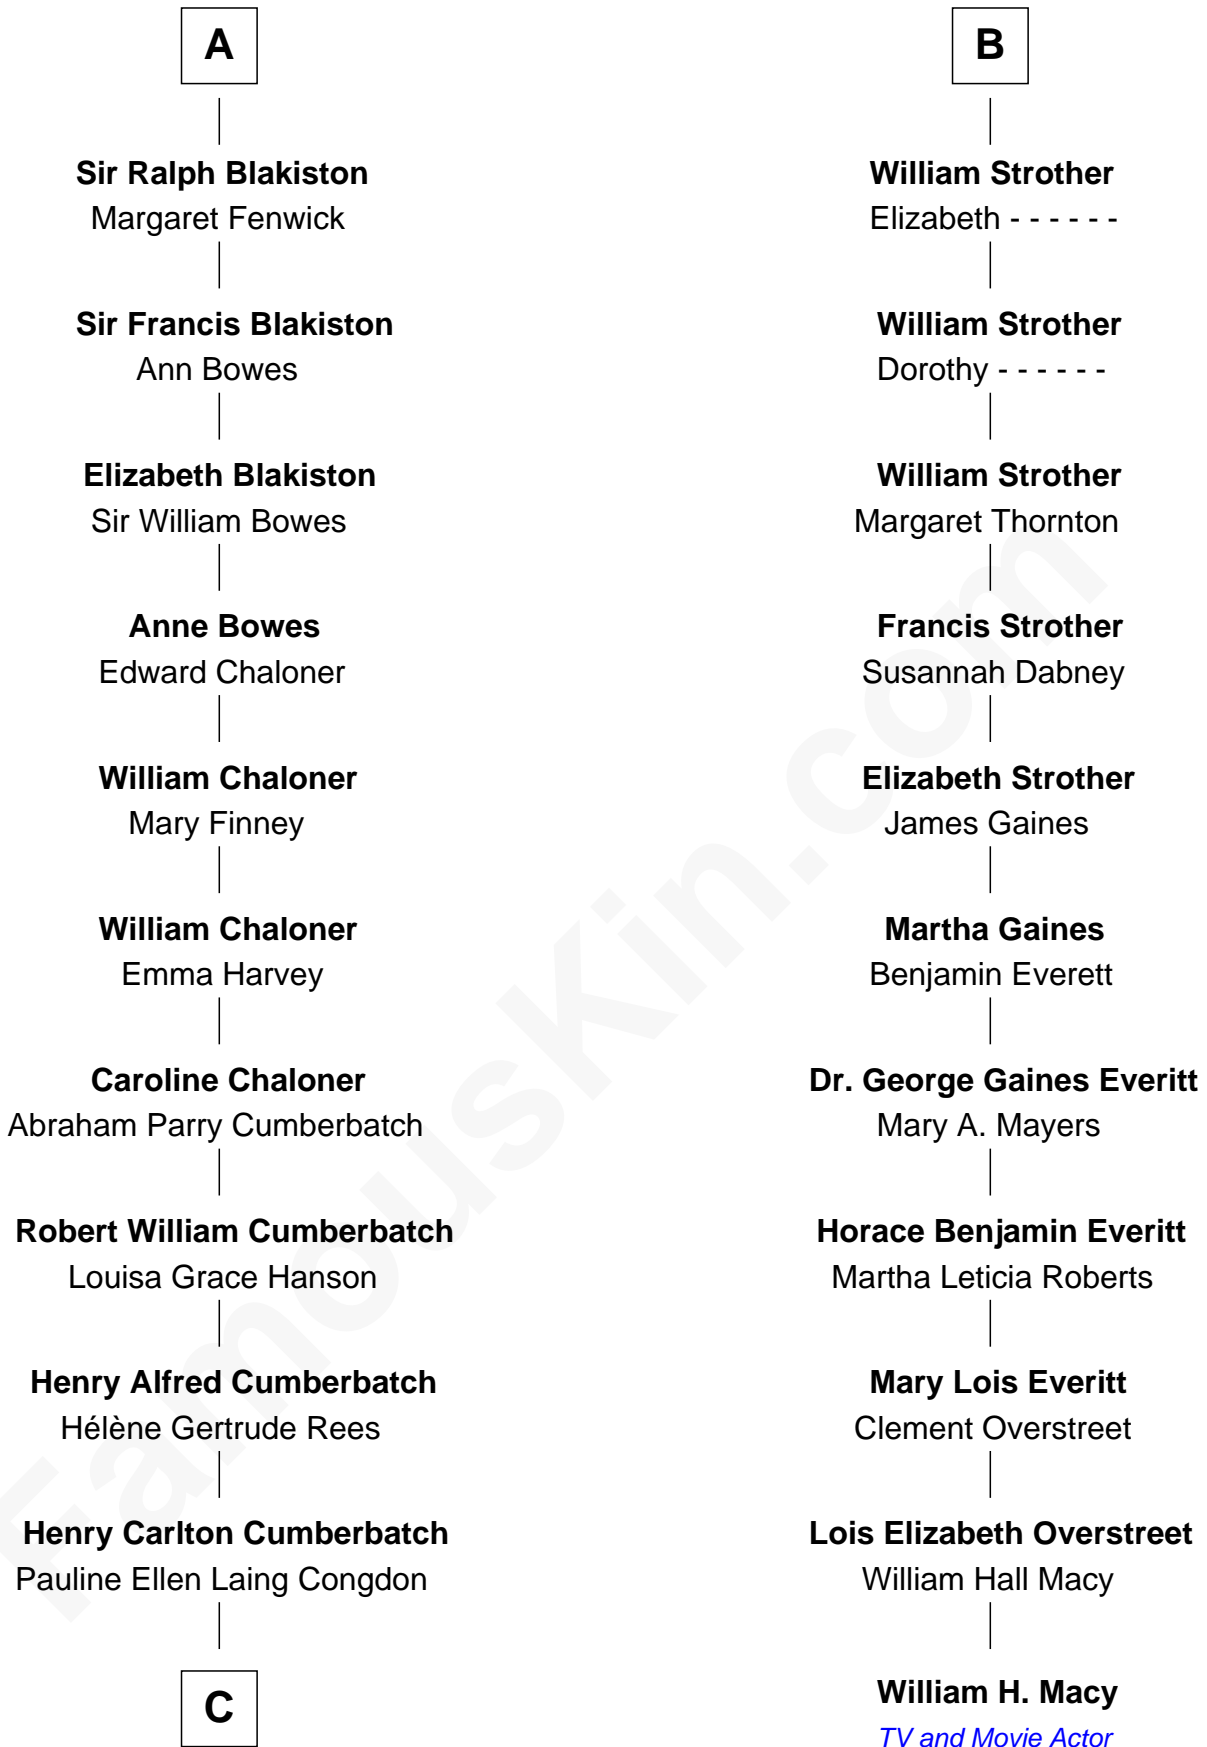 A
Sir Ralph Blakiston
Margaret Fenwick
Sir Francis Blakiston
Ann Bowes
Elizabeth Blakiston
Sir William Bowes
Anne Bowes
Edward Chaloner
William Chaloner
Mary Finney
William Chaloner
Emma Harvey
Caroline Chaloner
Abraham Parry Cumberbatch
Robert William Cumberbatch
Louisa Grace Hanson
Henry Alfred Cumberbatch
Hélène Gertrude Rees
Henry Carlton Cumberbatch
Pauline Ellen Laing Congdon
C
B
William Strother
Elizabeth - - - - - -
William Strother
Dorothy - - - - - -
William Strother
Margaret Thornton
Francis Strother
Susannah Dabney
Elizabeth Strother
James Gaines
Martha Gaines
Benjamin Everett
Dr. George Gaines Everitt
Mary A. Mayers
Horace Benjamin Everitt
Martha Leticia Roberts
Mary Lois Everitt
Clement Overstreet
Lois Elizabeth Overstreet
William Hall Macy
William H. Macy
TV and Movie Actor
FamousKin.com